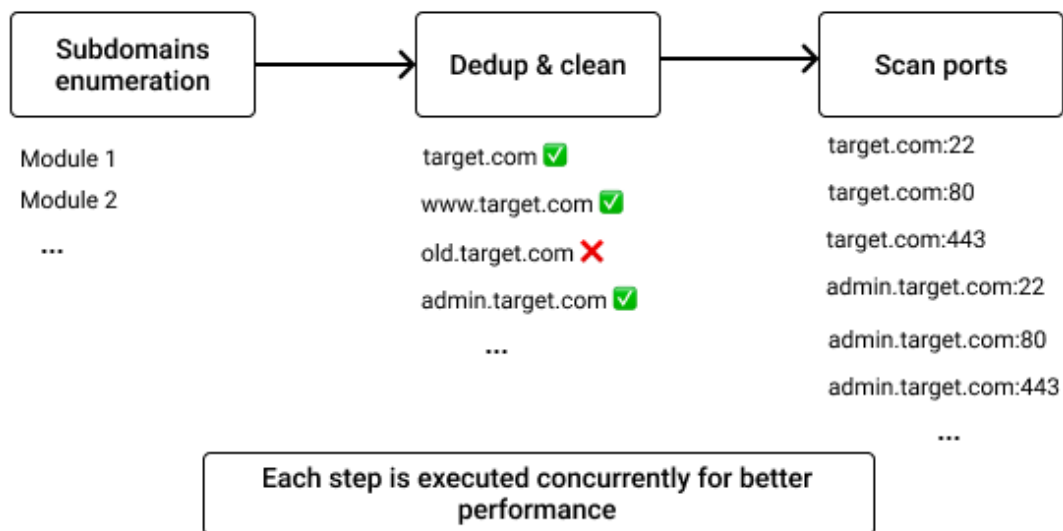 Subdomains
enumeration
Dedup & clean
Scan ports
Module 1
Module 2
...
target.com ✅
www.target.com ✅
old.target.com ❌
admin.target.com ✅
...
target.com:22
target.com:80
target.com:443
admin.target.com:22
admin.target.com:80
admin.target.com:443
...
Each step is executed concurrently for better
performance